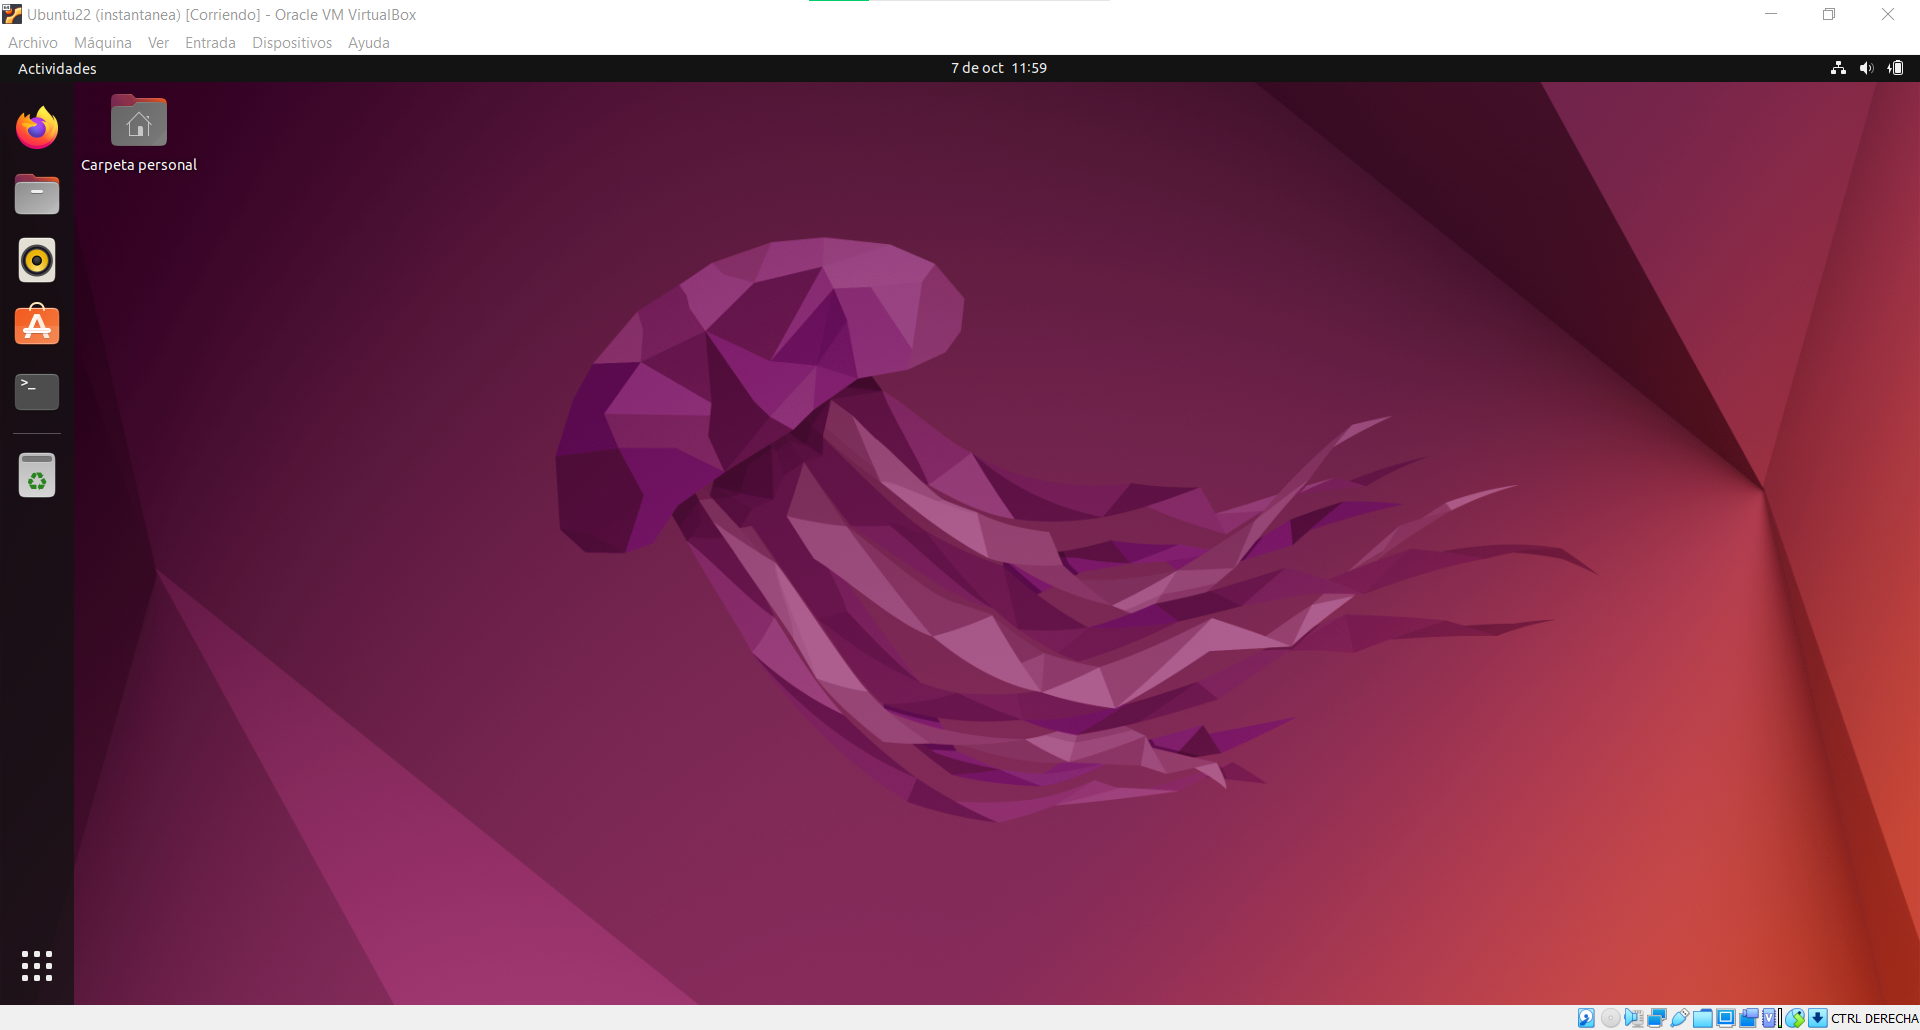 Ubuntu22 (instantanea) [Corriendo] - Oracle VM VirtualBox
Archivo Máquina Ver Entrada Dispositivos Ayuda
Actividades 7 de oct 11:59
Carpeta personal
>_
CTRL DERECHA